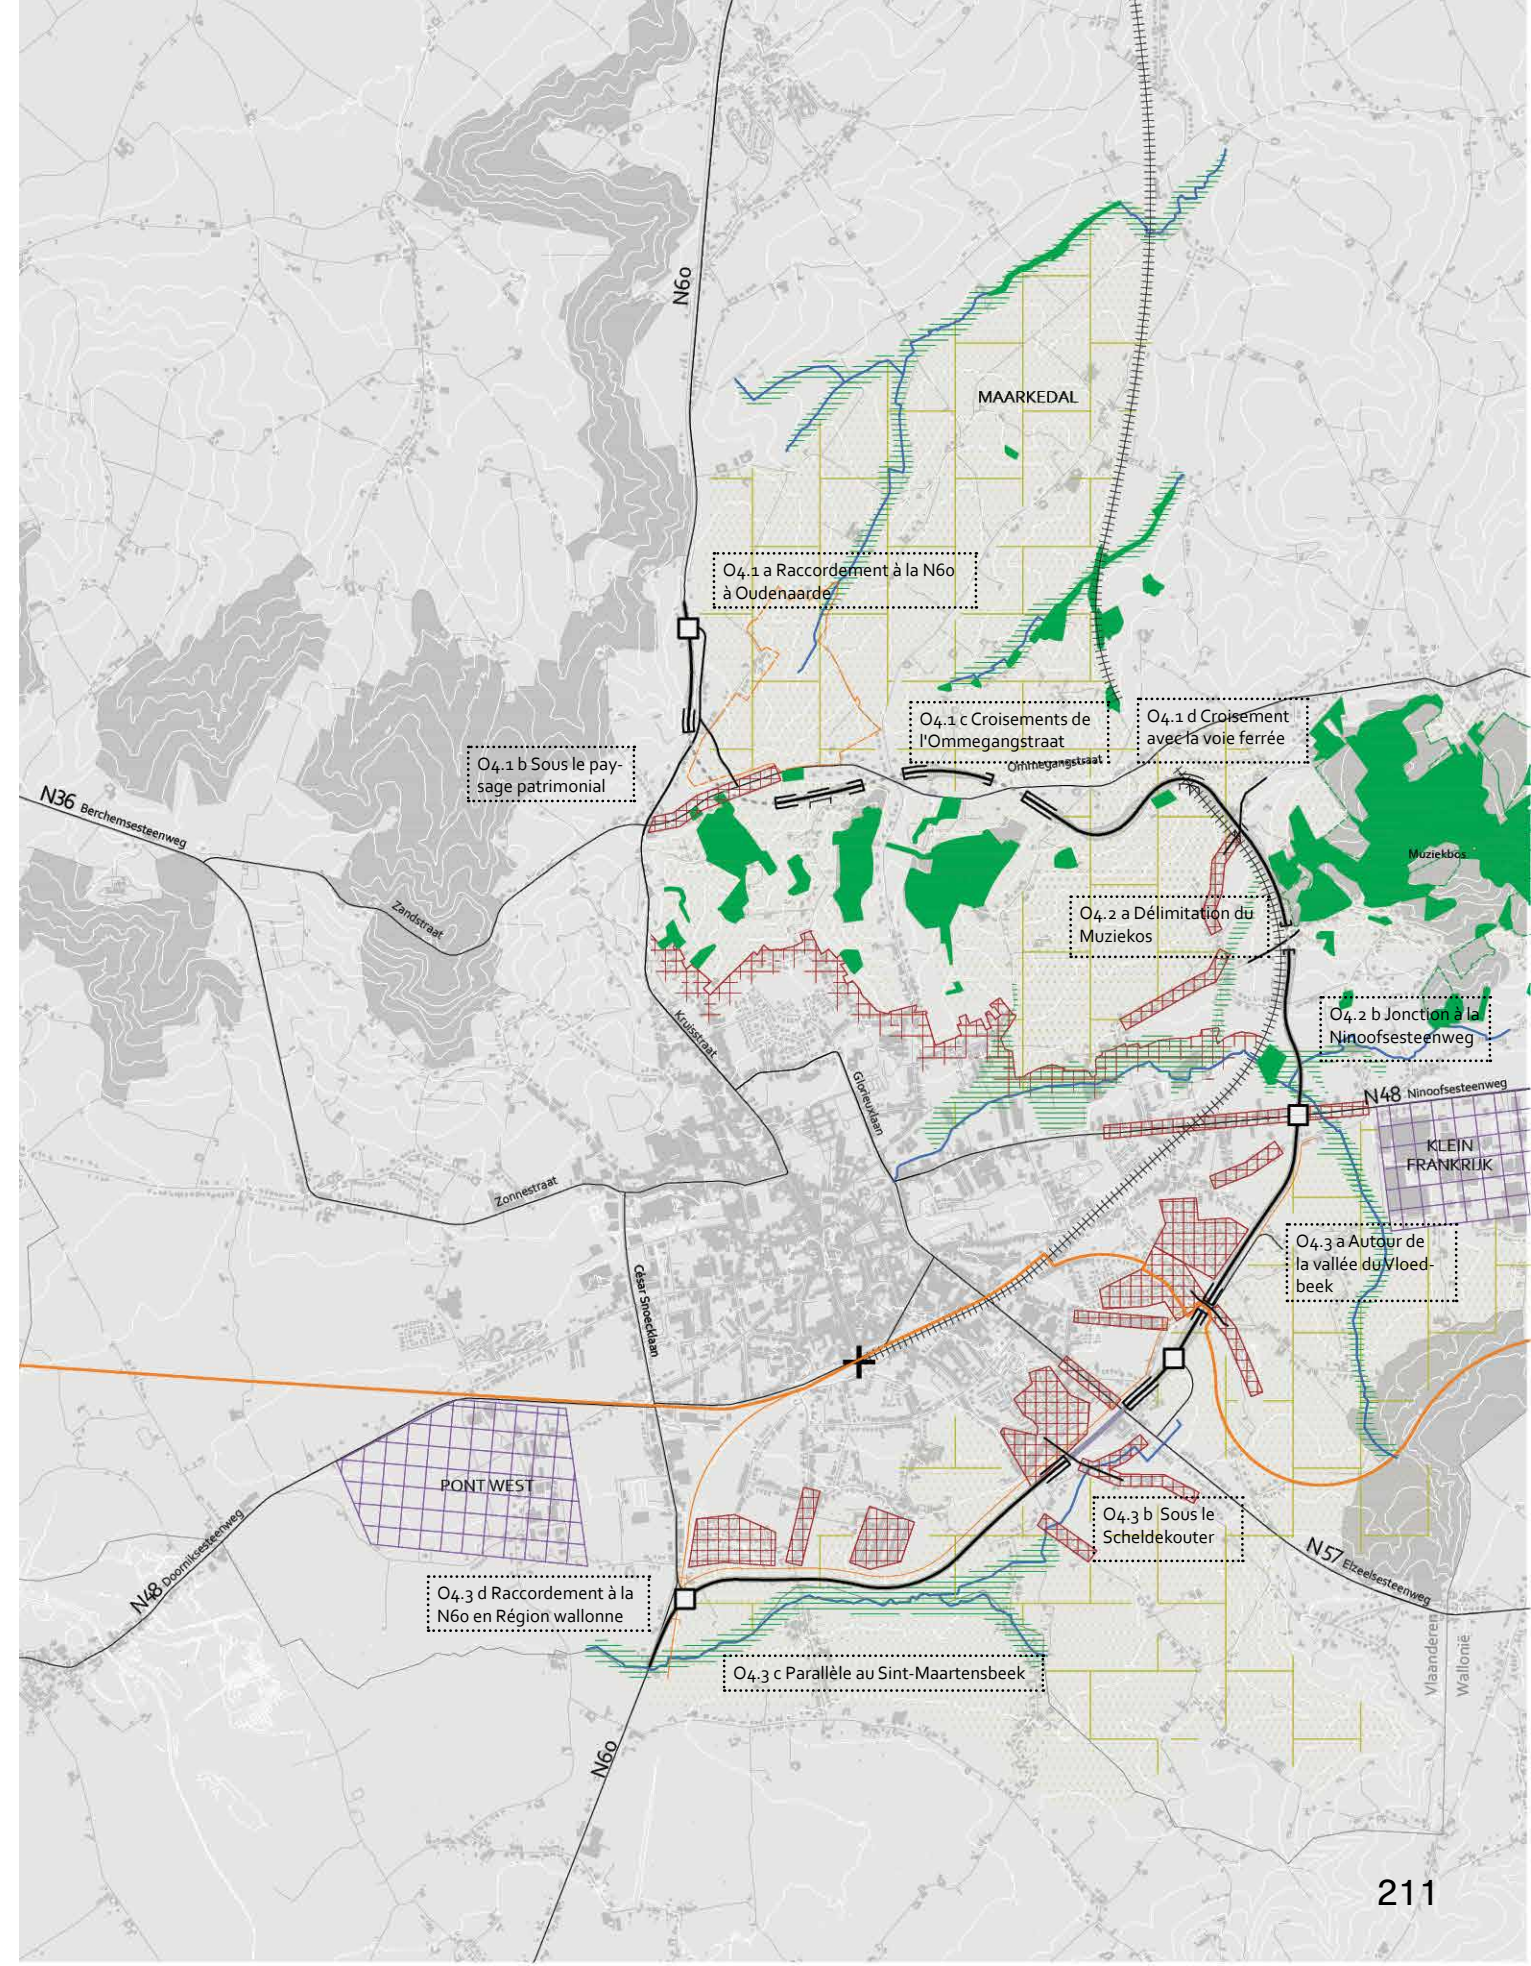 N60
MAARKEDAL
O4.1 a Raccordement à la N60
à Oudenaarde
O4.1 c Croisements de
l'Ommegangstraat
O4.1 d Croisement
avec la voie ferrée
O4.1 b Sous le pay-
sage patrimonial
Ommegangstraat
N36 Berchemsesteenweg
Zandstraat
Muziekbos
O4.2 a Délimitation du
Muziekos
Kruisstraat
O4.2 b Jonction à la
Ninoofsesteenweg
Glorieuxlaan
N48 Ninoofsesteenweg
KLEIN
FRANKRIJK
Zonnestraat
O4.3 a Autour de
la vallée du Vloed-
beek
César Snoecklaan
PONT WEST
O4.3 b Sous le
Scheldekouter
N48 Doorniksesteenweg
N57 Elzeelsesteenweg
O4.3 d Raccordement à la
N60 en Région wallonne
O4.3 c Parallèle au Sint-Maartensbeek
Vlaanderen
Wallonië
N60
211